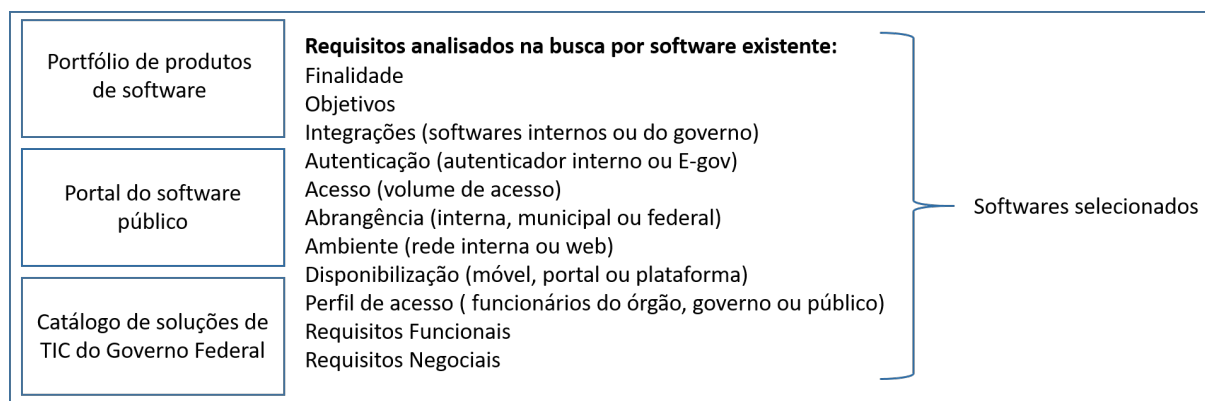 Portfólio de produtos
de software
Portal do software
público
Catálogo de soluções de
TIC do Governo Federal
Requisitos analisados na busca por software existente:
Finalidade
Objetivos
Integrações (softwares internos ou do governo)
Autenticação (autenticador interno ou E-gov)
Acesso (volume de acesso)
Abrangência (interna, municipal ou federal)
Ambiente (rede interna ou web)
Disponibilização (móvel, portal ou plataforma)
Perfil de acesso ( funcionários do órgão, governo ou público)
Requisitos Funcionais
Requisitos Negociais
Softwares selecionados